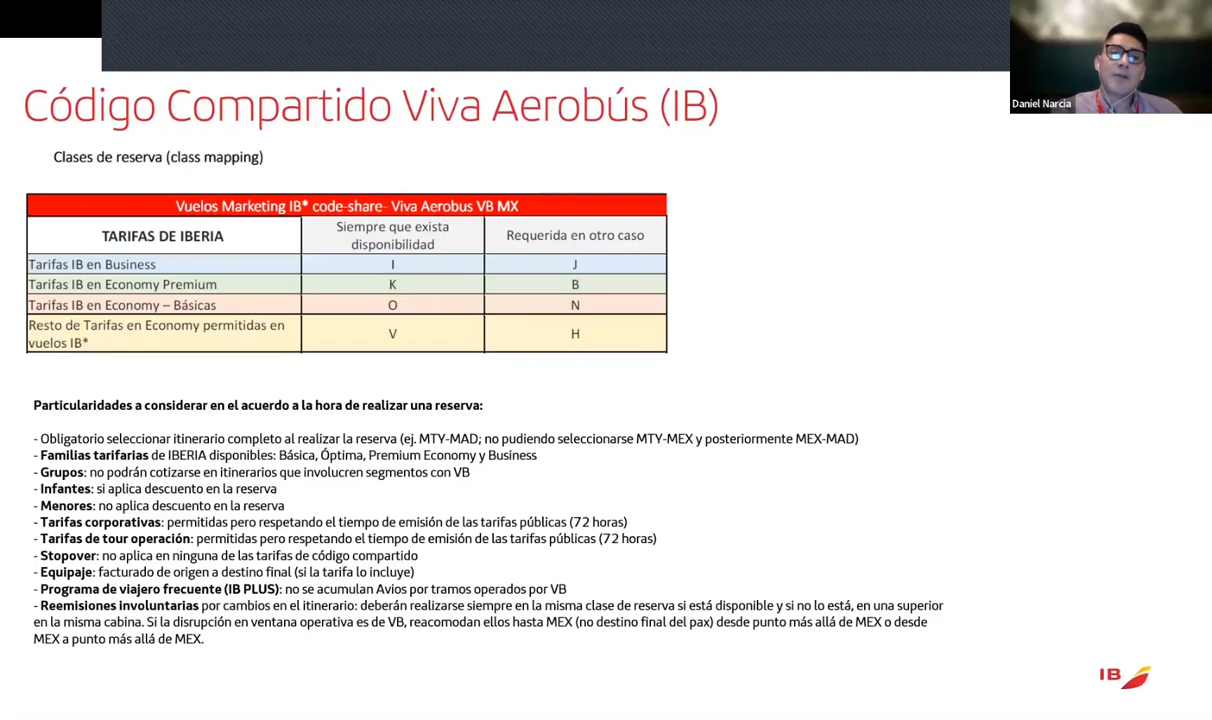 Daniel Narcia
Código Compartido Viva Aerobús (IB)
Clases de reserva (class mapping)
Vuelos Marketing IB* code-share- Viva Aerobus VB MX
TARIFAS DE IBERIA
Siempre que exista
disponibilidad
Requerida en otro caso
Tarifas IB en Business
I
J
Tarifas IB en Economy Premium
K
B
Tarifas IB en Economy – Básicas
O
N
Resto de Tarifas en Economy permitidas en
vuelos IB*
V
H
Particularidades a considerar en el acuerdo a la hora de realizar una reserva:
- Obligatorio seleccionar itinerario completo al realizar la reserva (ej. MTY-MAD; no pudiendo seleccionarse MTY-MEX y posteriormente MEX-MAD)
- Familias tarifarias de IBERIA disponibles: Básica, Óptima, Premium Economy y Business
- Grupos: no podrán cotizarse en itinerarios que involucren segmentos con VB
- Infantes: si aplica descuento en la reserva
- Menores: no aplica descuento en la reserva
- Tarifas corporativas: permitidas pero respetando el tiempo de emisión de las tarifas públicas (72 horas)
- Tarifas de tour operación: permitidas pero respetando el tiempo de emisión de las tarifas públicas (72 horas)
- Stopover: no aplica en ninguna de las tarifas de código compartido
- Equipaje: facturado de origen a destino final (si la tarifa lo incluye)
- Programa de viajero frecuente (IB PLUS): no se acumulan Avios por tramos operados por VB
- Reemisiones involuntarias por cambios en el itinerario: deberán realizarse siempre en la misma clase de reserva si está disponible y si no lo está, en una superior
en la misma cabina. Si la disrupción en ventana operativa es de VB, reacomodan ellos hasta MEX (no destino final del pax) desde punto más allá de MEX o desde
MEX a punto más allá de MEX.
IB